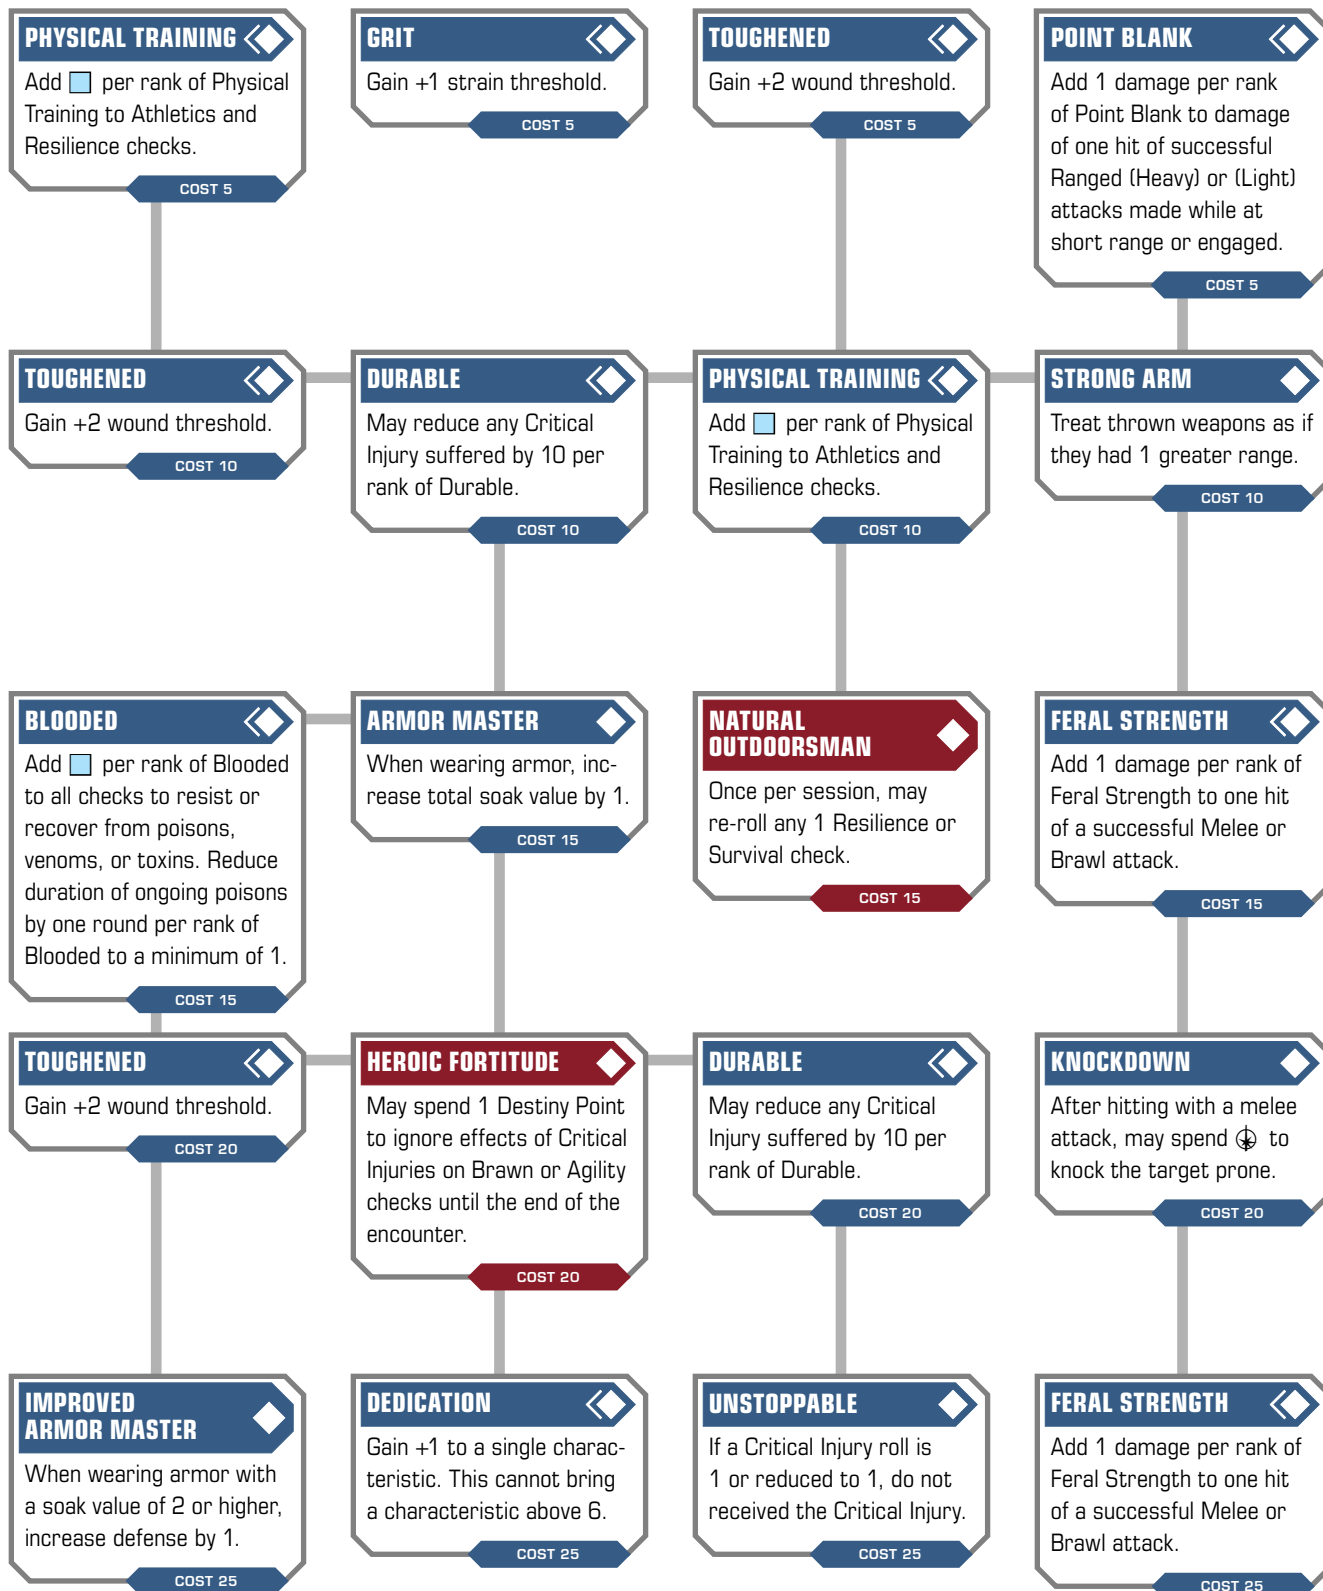 PHYSICAL TRAINING
Add per rank of Physical
Training to Athletics and
Resilience checks.
COST 5
GRIT
Gain +1 strain threshold.
COST 5
TOUGHENED
Gain +2 wound threshold.
COST 5
POINT BLANK
Add 1 damage per rank
of Point Blank to damage
of one hit of successful
Ranged (Heavy) or (Light)
attacks made while at
short range or engaged.
COST 5
TOUGHENED
Gain +2 wound threshold.
COST 10
DURABLE
May reduce any Critical
Injury suffered by 10 per
rank of Durable.
COST 10
PHYSICAL TRAINING
Add per rank of Physical
Training to Athletics and
Resilience checks.
COST 10
STRONG ARM
Treat thrown weapons as if
they had 1 greater range.
COST 10
BLOODED
Add per rank of Blooded
to all checks to resist or
recover from poisons,
venoms, or toxins. Reduce
duration of ongoing poisons
by one round per rank of
Blooded to a minimum of 1.
COST 15
ARMOR MASTER
When wearing armor, inc-
rease total soak value by 1.
COST 15
NATURAL
OUTDOORSMAN
Once per session, may
re-roll any 1 Resilience or
Survival check.
COST 15
FERAL STRENGTH
Add 1 damage per rank of
Feral Strength to one hit
of a successful Melee or
Brawl attack.
COST 15
TOUGHENED
Gain +2 wound threshold.
COST 20
HEROIC FORTITUDE
May spend 1 Destiny Point
to ignore effects of Critical
Injuries on Brawn or Agility
checks until the end of the
encounter.
COST 20
DURABLE
May reduce any Critical
Injury suffered by 10 per
rank of Durable.
COST 20
KNOCKDOWN
After hitting with a melee
attack, may spend to
knock the target prone.
COST 20
IMPROVED
ARMOR MASTER
When wearing armor with
a soak value of 2 or higher,
increase defense by 1.
COST 25
DEDICATION
Gain +1 to a single charac-
teristic. This cannot bring
a characteristic above 6.
COST 25
UNSTOPPABLE
If a Critical Injury roll is
1 or reduced to 1, do not
received the Critical Injury.
COST 25
FERAL STRENGTH
Add 1 damage per rank of
Feral Strength to one hit
of a successful Melee or
Brawl attack.
COST 25